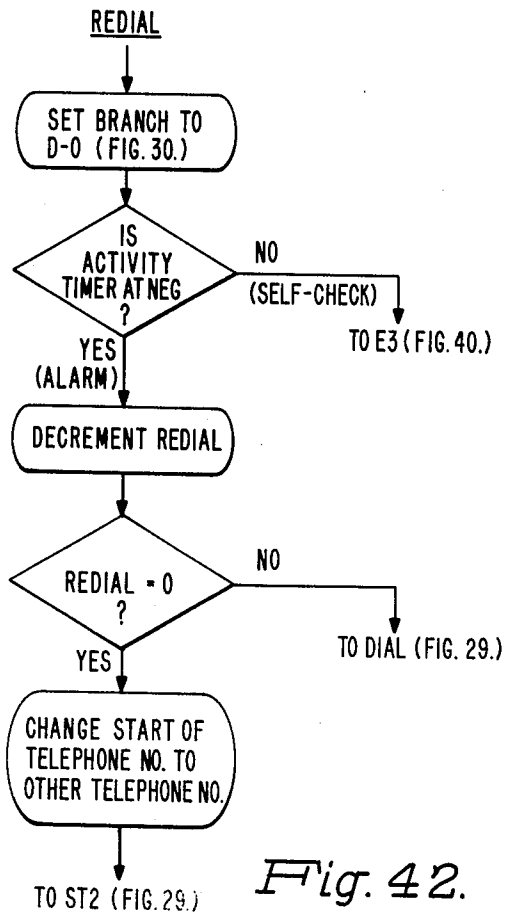 REDIAL
SET BRANCH TO
D-0 (FIG. 30.)
IS
ACTIVITY
TIMER AT NEG
?
NO
(SELF-CHECK)
TO E3 (FIG. 40.)
YES
(ALARM)
DECREMENT REDIAL
REDIAL = 0
?
NO
TO DIAL (FIG. 29.)
YES
CHANGE START OF
TELEPHONE NO. TO
OTHER TELEPHONE NO.
TO ST2 (FIG. 29.)
Fig. 42.